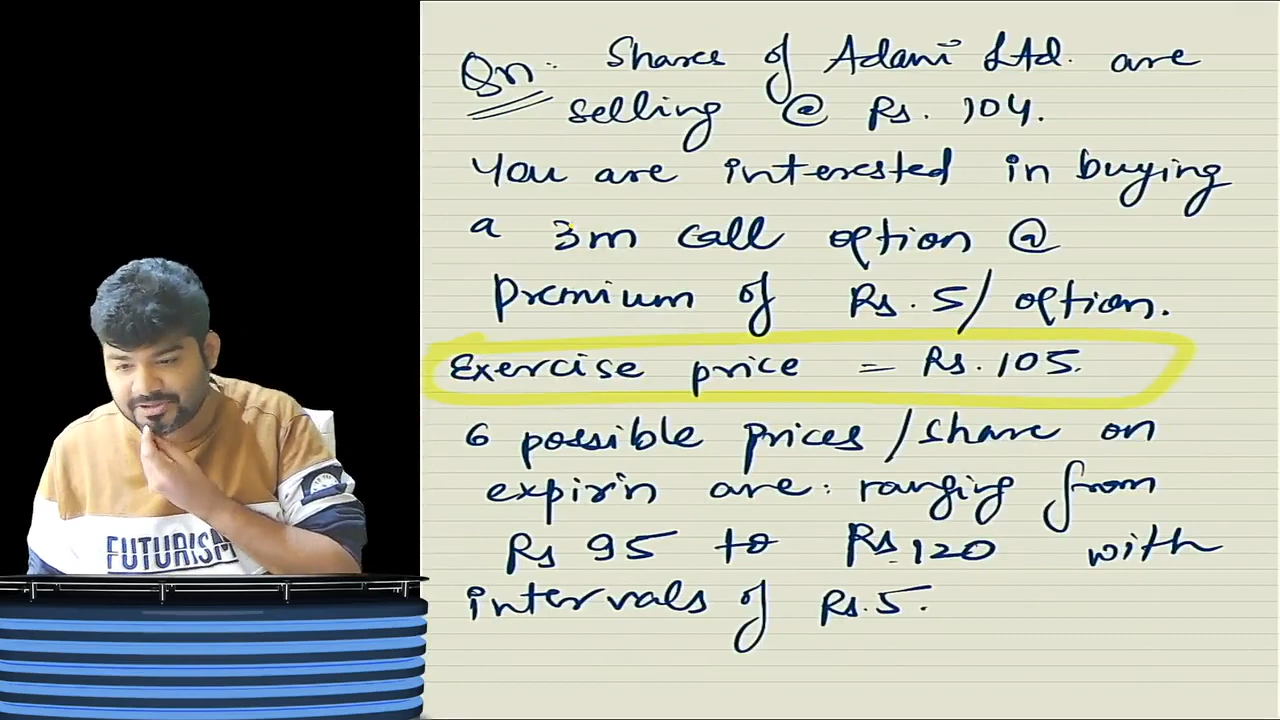 Qn: Shares of Adani Ltd. are
selling @ Rs. 104.
You are interested in buying
a 3m call option @
premium of Rs. 5/ option.
Exercise price = Rs. 105.
6 possible prices /share on
expir'n are: ranging from
Rs 95 to Rs. 120 with
intervals of Rs. 5.
FUTURISM